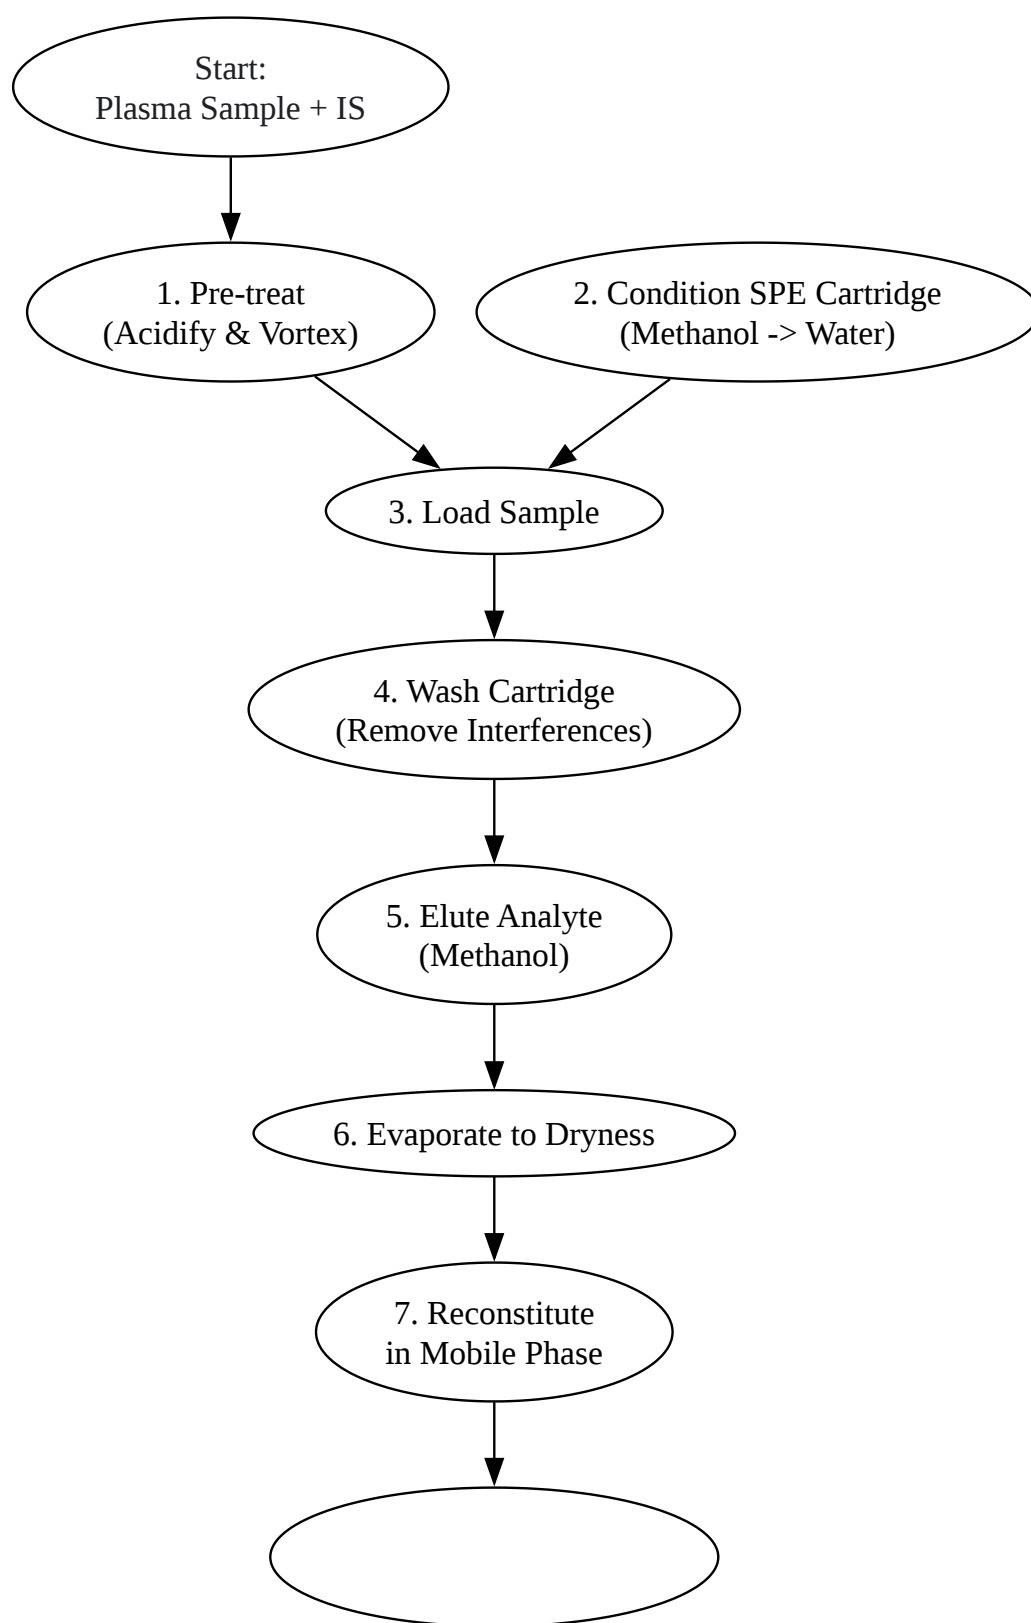 Start:
Plasma Sample + IS
1. Pre-treat
(Acidify & Vortex)
2. Condition SPE Cartridge
(Methanol -> Water)
3. Load Sample
4. Wash Cartridge
(Remove Interferences)
5. Elute Analyte
(Methanol)
6. Evaporate to Dryness
7. Reconstitute
in Mobile Phase